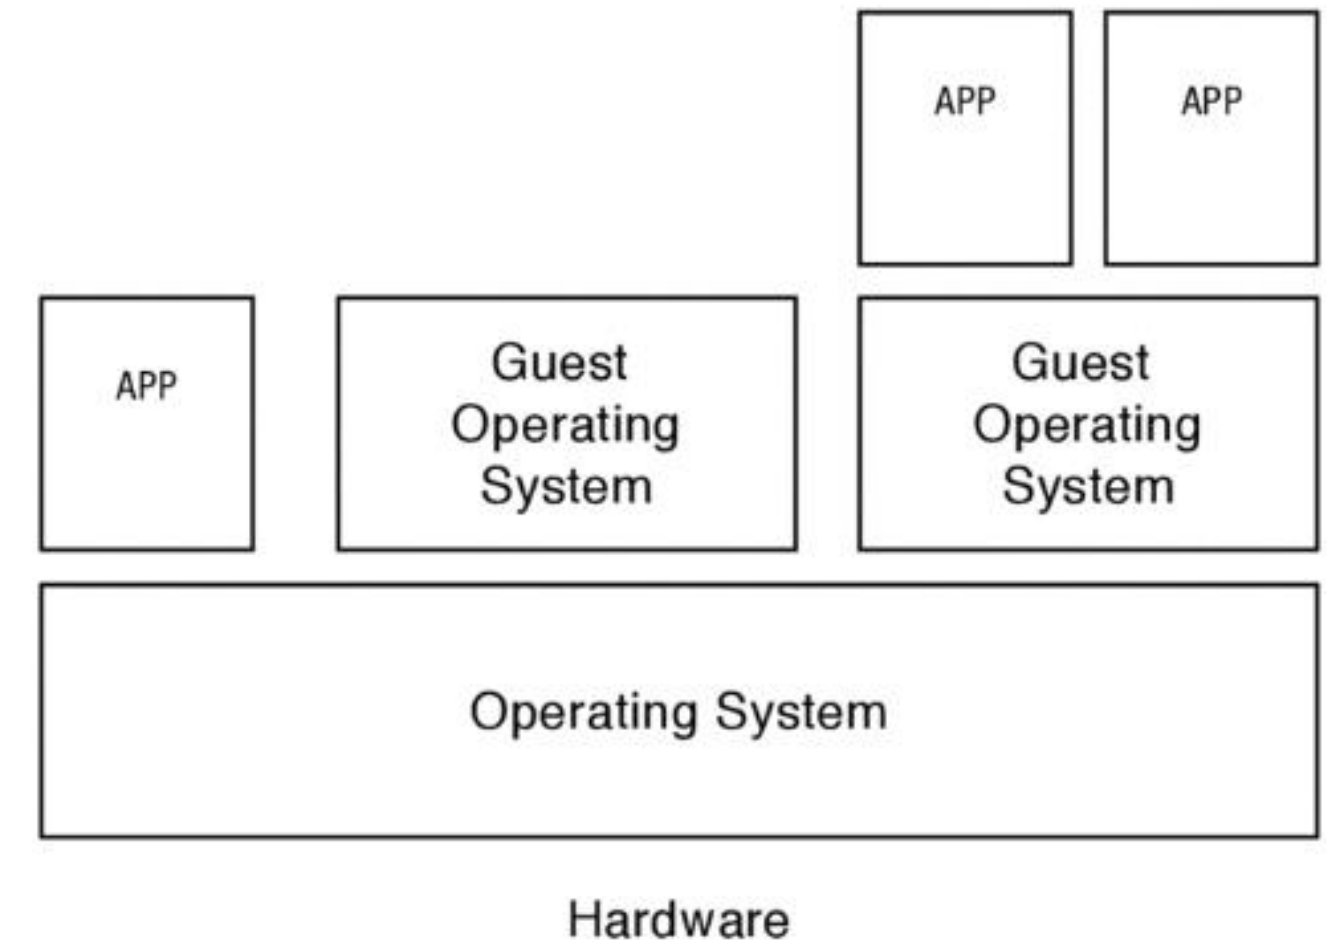 APP
APP
APP
Guest
Operating
System
Guest
Operating
System
Operating System
Hardware